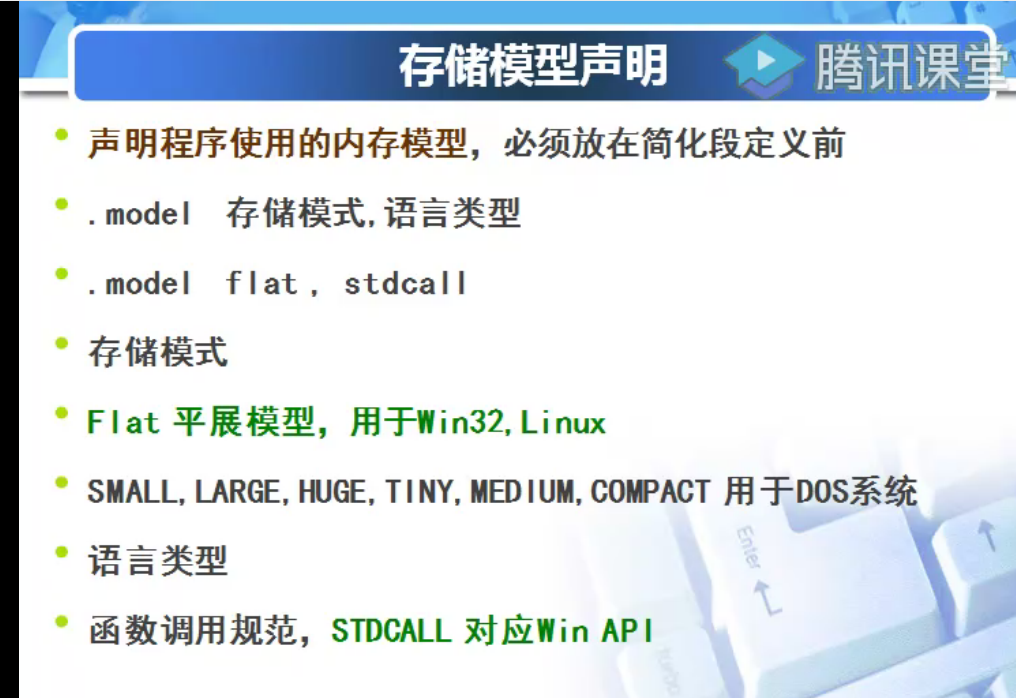 存储模型声明
腾讯课堂
声明程序使用的内存模型，必须放在简化段定义前
.model 存储模式,语言类型
.model flat, stdcall
存储模式
Flat 平展模型，用于Win32,Linux
SMALL,LARGE,HUGE,TINY,MEDIUM,COMPACT 用于DOS系统
语言类型
函数调用规范，STDCALL 对应Win API
Enter